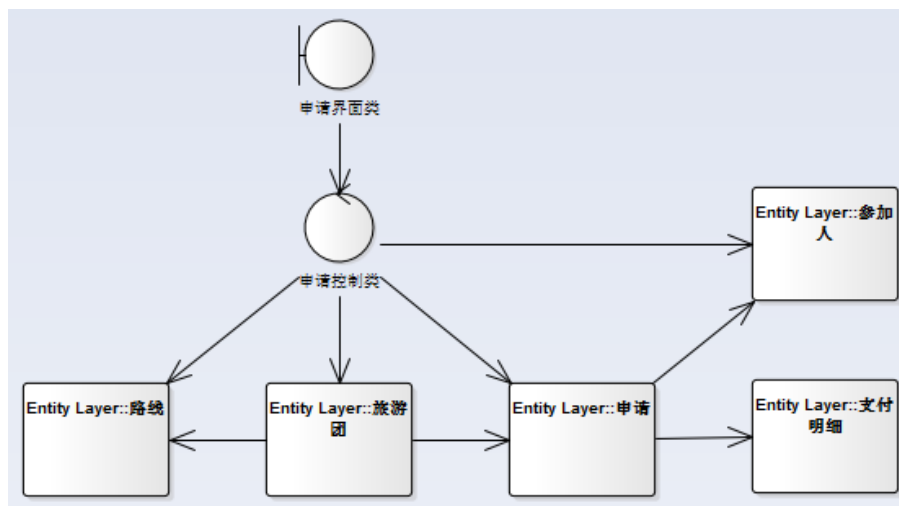 申请界面类
申请控制类
Entity Layer::参加
人
Entity Layer::路线
Entity Layer::旅游
团
Entity Layer::申请
Entity Layer::支付
明细